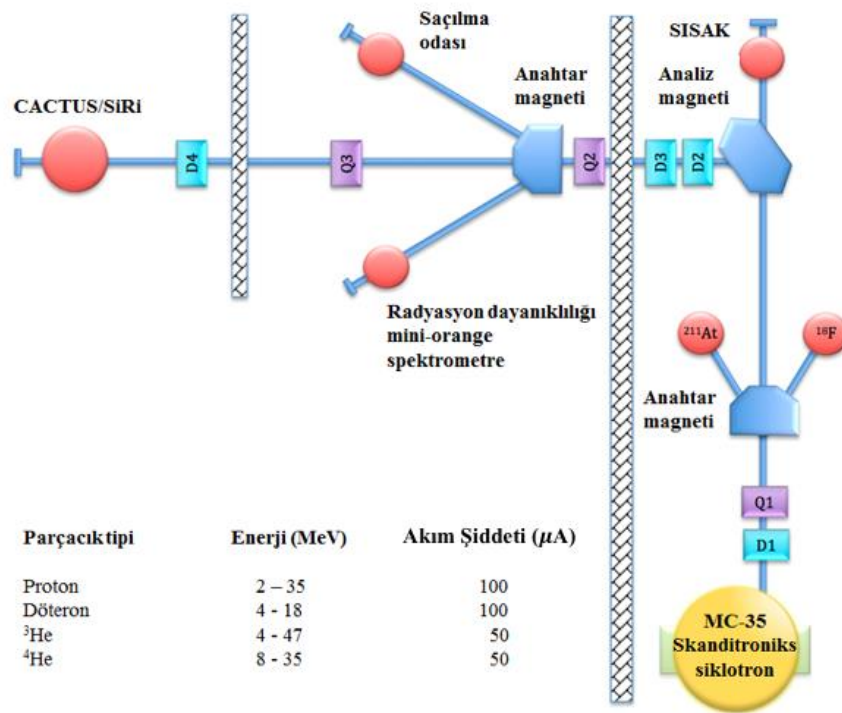 Saçılma
odası
SISAK
Anahtar
magneti
Analiz
magneti
CACTUS/SiRi
D4
Q3
Q2
D3
D2
Radyasyon dayanıklılığı
mini-orange
spektrometre
²¹¹At
¹⁸F
Anahtar
magneti
Q1
D1
MC-35
Skanditroniks
siklotron
Parçacık tipi Enerji (MeV) Akım Şiddeti (μA)
Proton 2 – 35 100
Döteron 4 - 18 100
³He 4 - 47 50
⁴He 8 - 35 50